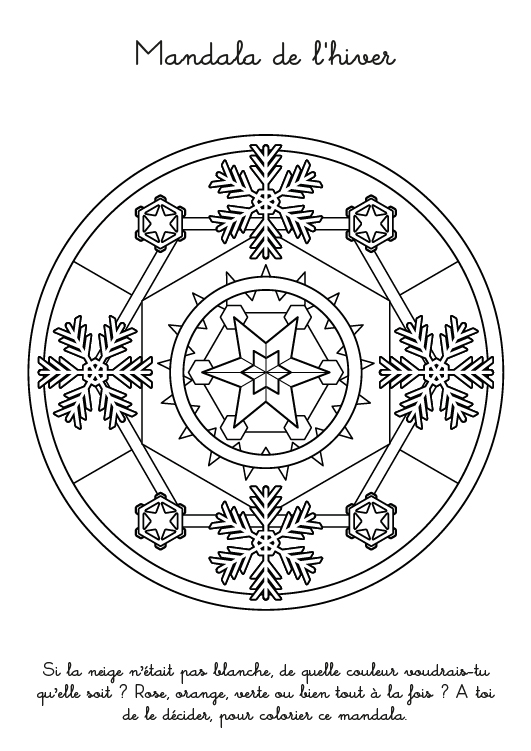 Mandala de l'hiver
Si la neige n'était pas blanche, de quelle couleur voudrais-tu
qu'elle soit ? Rose, orange, verte ou bien tout à la fois ? A toi
de le décider, pour colorier ce mandala.